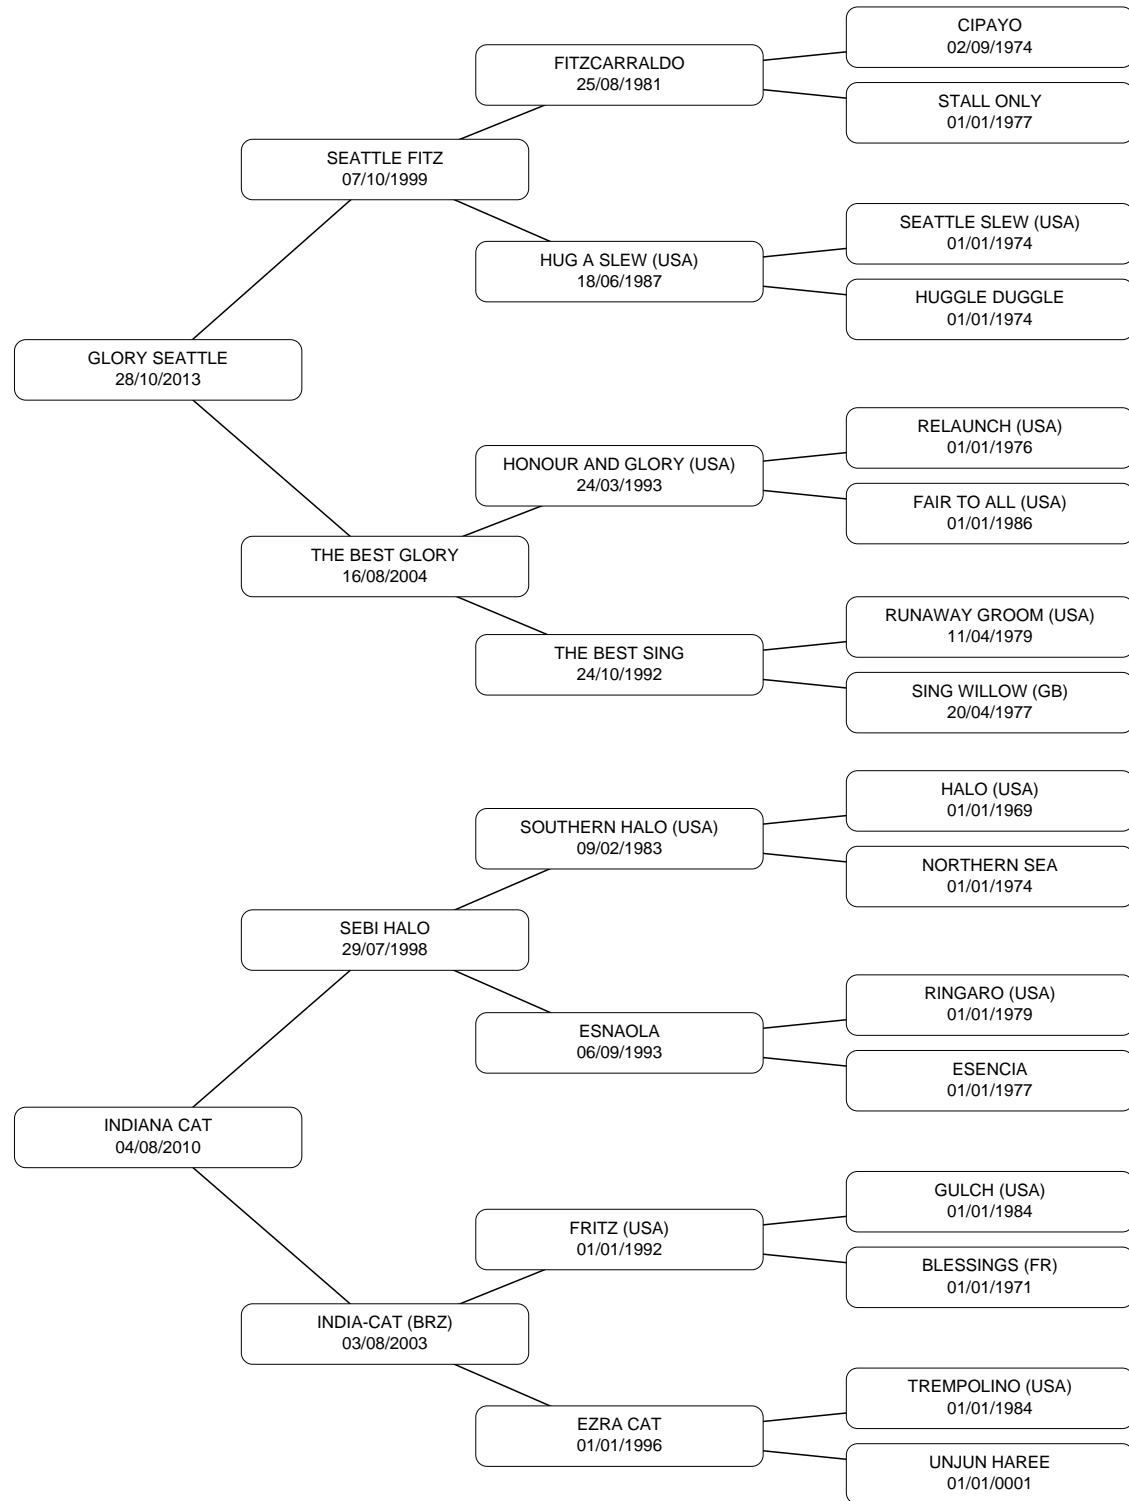 CIPAYO
02/09/1974
FITZCARRALDO
25/08/1981
STALL ONLY
01/01/1977
SEATTLE FITZ
07/10/1999
SEATTLE SLEW (USA)
01/01/1974
HUG A SLEW (USA)
18/06/1987
HUGGLE DUGGLE
01/01/1974
GLORY SEATTLE
28/10/2013
RELAUNCH (USA)
01/01/1976
HONOUR AND GLORY (USA)
24/03/1993
FAIR TO ALL (USA)
01/01/1986
THE BEST GLORY
16/08/2004
RUNAWAY GROOM (USA)
11/04/1979
THE BEST SING
24/10/1992
SING WILLOW (GB)
20/04/1977
HALO (USA)
01/01/1969
SOUTHERN HALO (USA)
09/02/1983
NORTHERN SEA
01/01/1974
SEBI HALO
29/07/1998
RINGARO (USA)
01/01/1979
ESNAOLA
06/09/1993
ESENCIA
01/01/1977
INDIANA CAT
04/08/2010
GULCH (USA)
01/01/1984
FRITZ (USA)
01/01/1992
BLESSINGS (FR)
01/01/1971
INDIA-CAT (BRZ)
03/08/2003
TREMPOLINO (USA)
01/01/1984
EZRA CAT
01/01/1996
UNJUN HAREE
01/01/0001